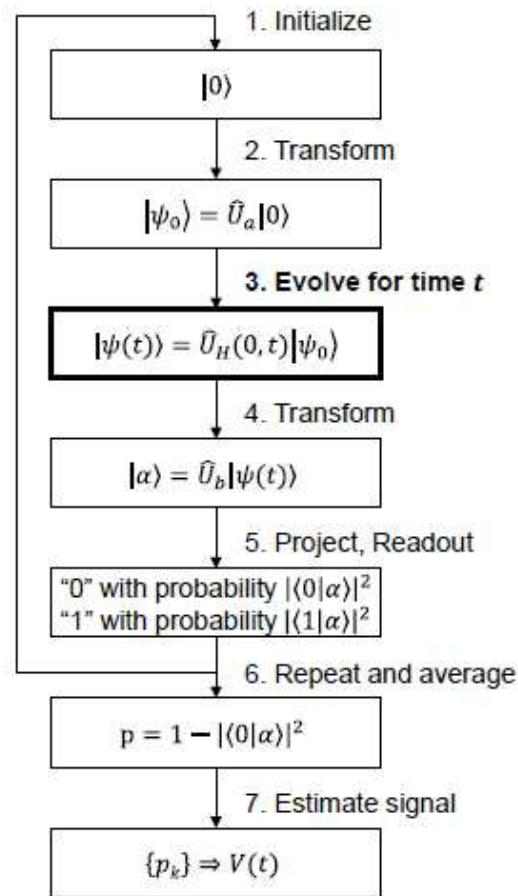 1. Initialize
|0⟩
2. Transform
|ψ₀⟩ = Û_a|0⟩
3. Evolve for time t
|ψ(t)⟩ = Û_H(0,t)|ψ₀⟩
4. Transform
|α⟩ = Û_b|ψ(t)⟩
5. Project, Readout
“0” with probability |⟨0|α⟩|²
“1” with probability |⟨1|α⟩|²
6. Repeat and average
p = 1 − |⟨0|α⟩|²
7. Estimate signal
{p_k} ⇒ V(t)